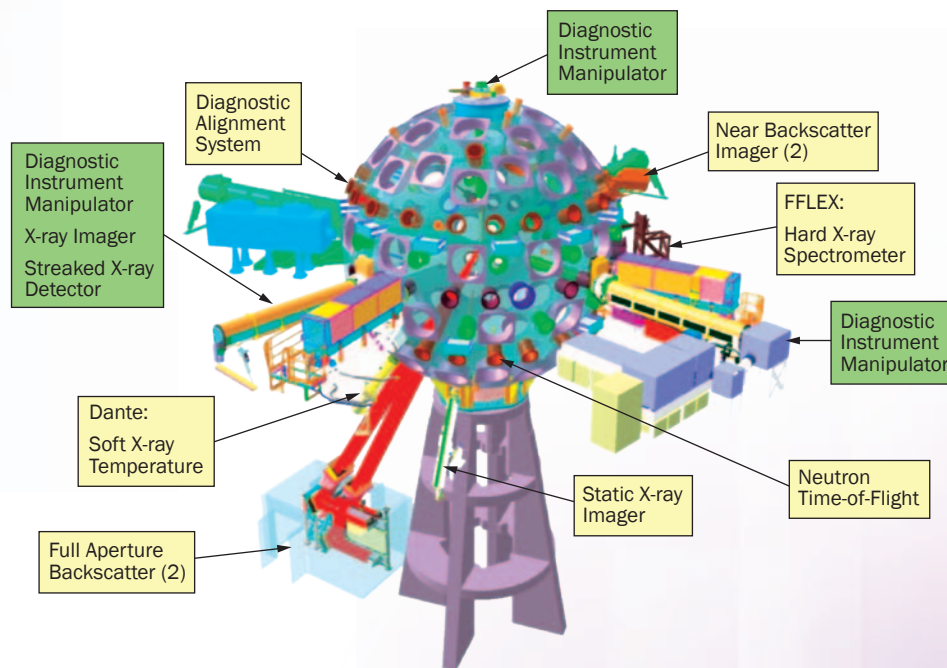 Diagnostic
Instrument
Manipulator
Diagnostic
Alignment
System
Near Backscatter
Imager (2)
Diagnostic
Instrument
Manipulator
X-ray Imager
Streaked X-ray
Detector
FFLEX:
Hard X-ray
Spectrometer
Diagnostic
Instrument
Manipulator
Dante:
Soft X-ray
Temperature
Static X-ray
Imager
Neutron
Time-of-Flight
Full Aperture
Backscatter (2)